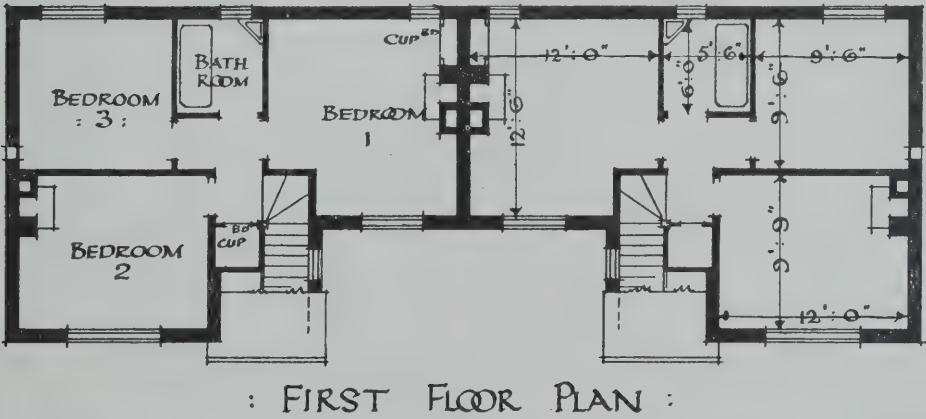 CUP BD
BATH
ROOM
BEDROOM
: 3 :
BEDROOM
1
BEDROOM
2
BD
CUP
12':0"
5':6"
9':6"
6':0"
12':6"
9':6"
9':9"
12':0"
: FIRST FLOOR PLAN :